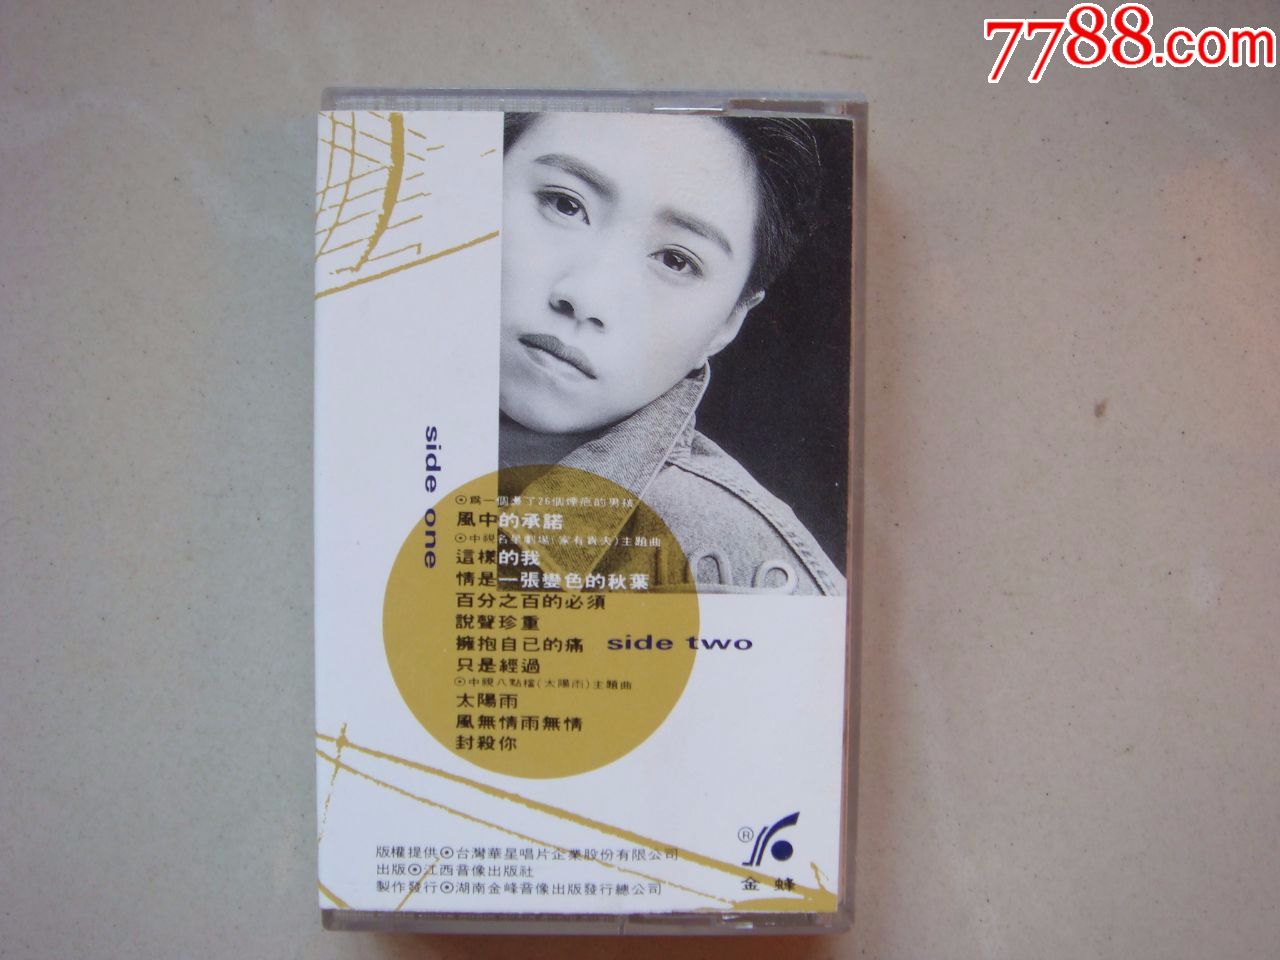 7788.com
side one
⊙為一個燙了26個煙疤的男孩
風中的承諾
⊙中視名星劇場(家有貴夫)主題曲
這樣的我
情是一張變色的秋葉
百分之百的必須
說聲珍重
擁抱自己的痛 side two
只是經過
⊙中視八點檔(太陽雨)主題曲
太陽雨
風無情雨無情
封殺你
版權提供⊙台灣華星唱片企業股份有限公司
出版⊙江西音像出版社
製作發行⊙湖南金峰音像出版發行總公司
®
金蜂